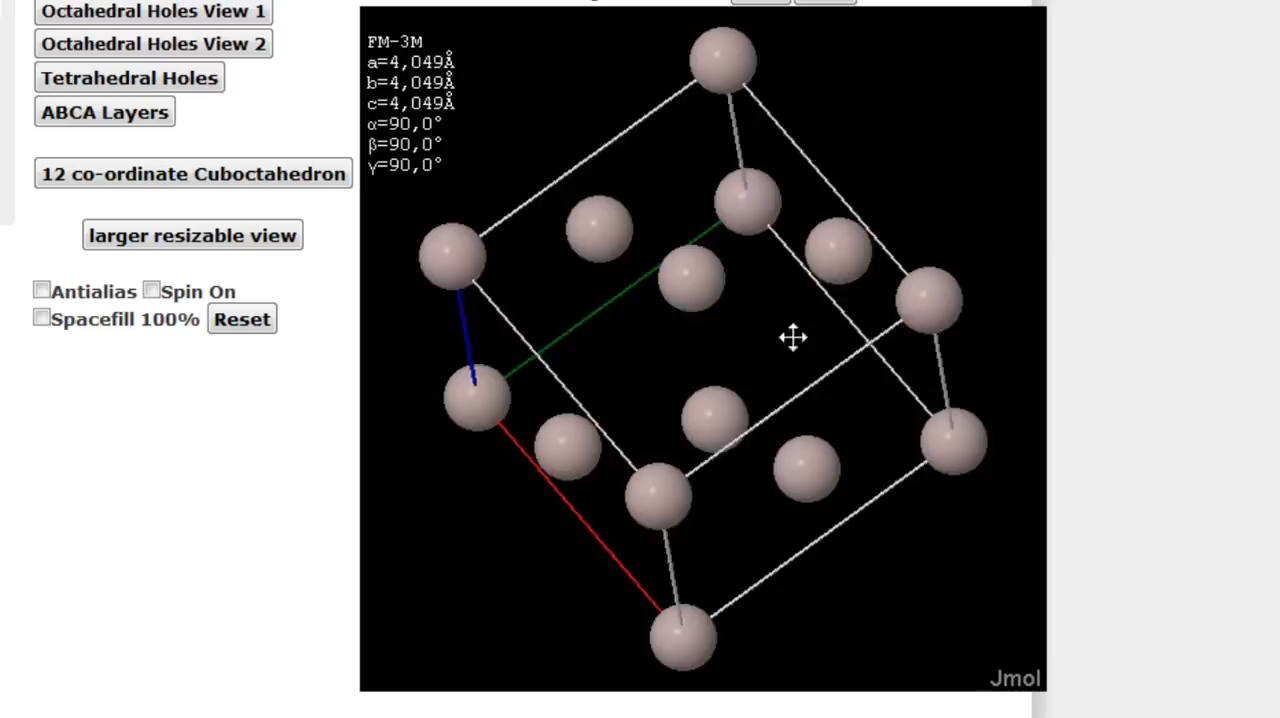 Octahedral Holes View 1
Octahedral Holes View 2
Tetrahedral Holes
ABCA Layers
12 co-ordinate Cuboctahedron
larger resizable view
Antialias Spin On
Spacefill 100% Reset
FM-3M
a=4,049Å
b=4,049Å
c=4,049Å
α=90,0°
β=90,0°
γ=90,0°
Jmol